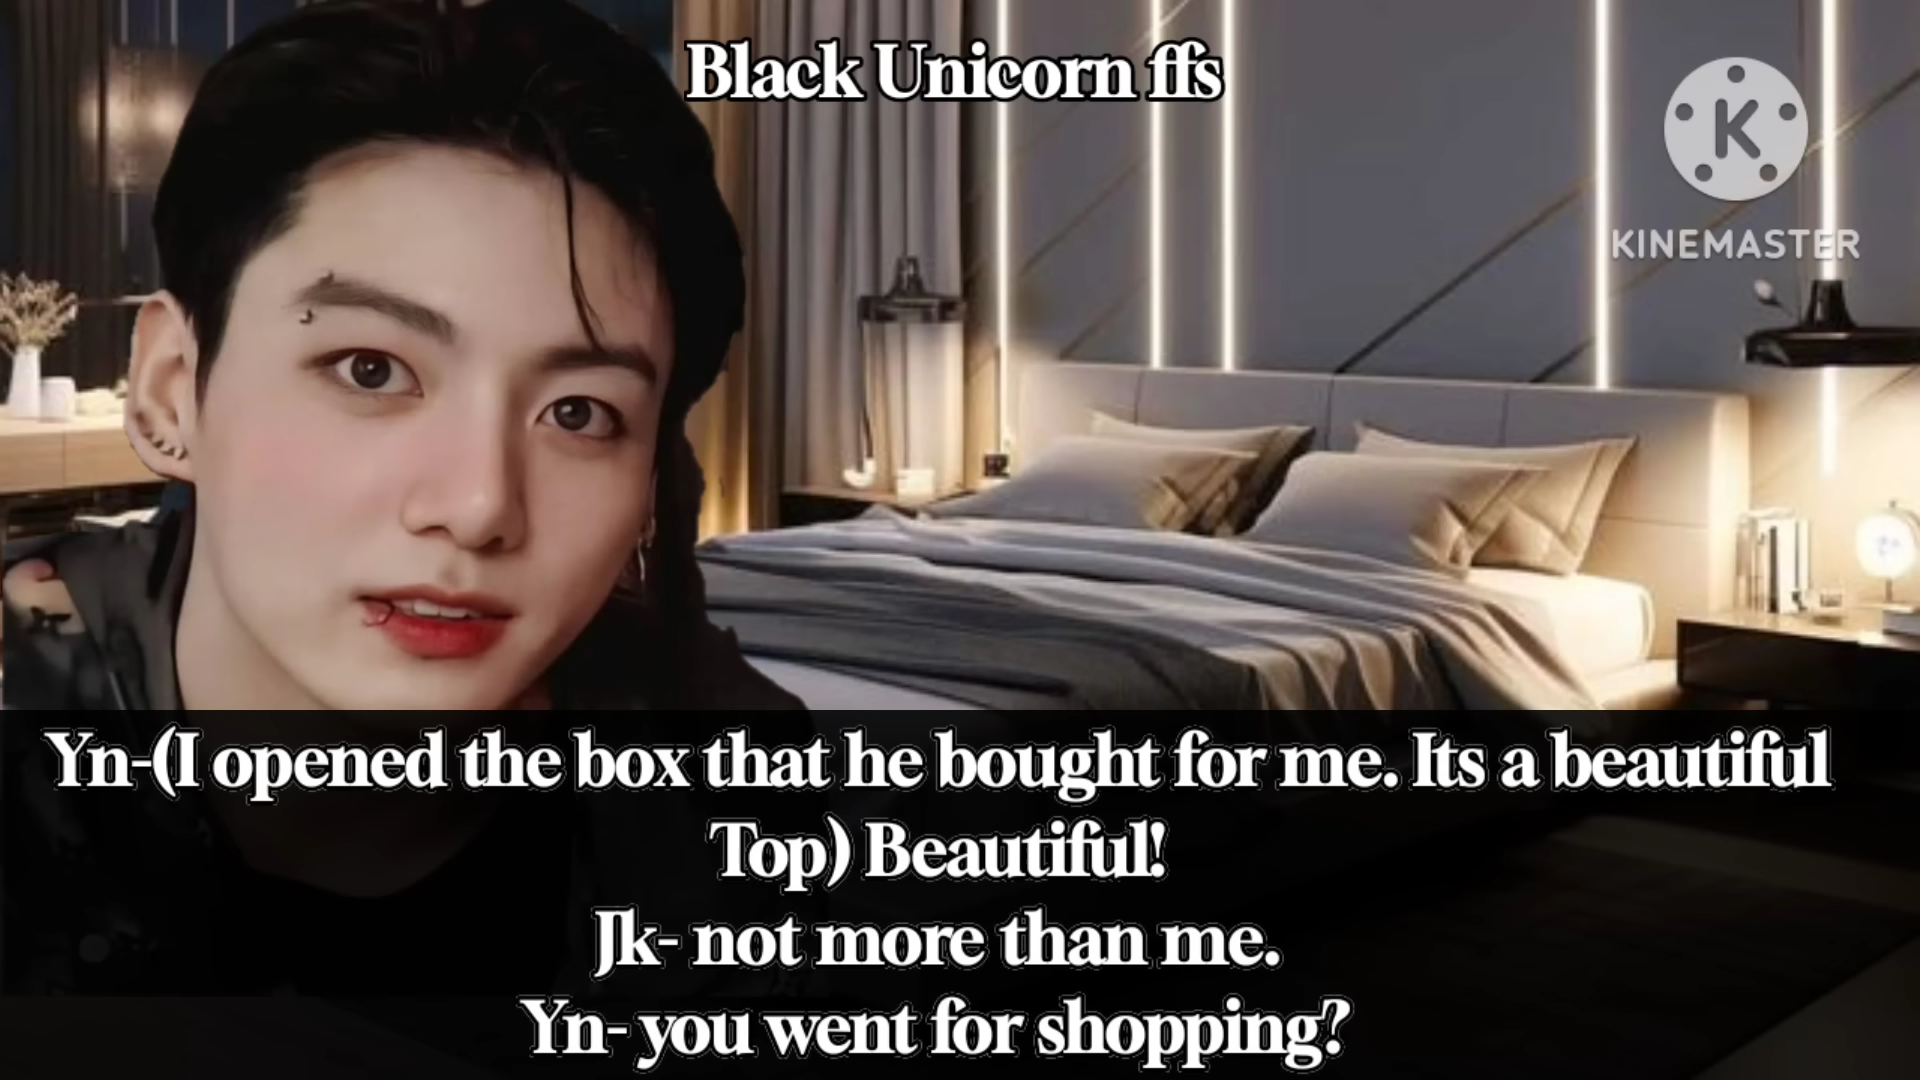 Black Unicorn ffs
K
KINEMASTER
Yn-(I opened the box that he bought for me. Its a beautiful
Top) Beautiful!
Jk- not more than me.
Yn- you went for shopping?